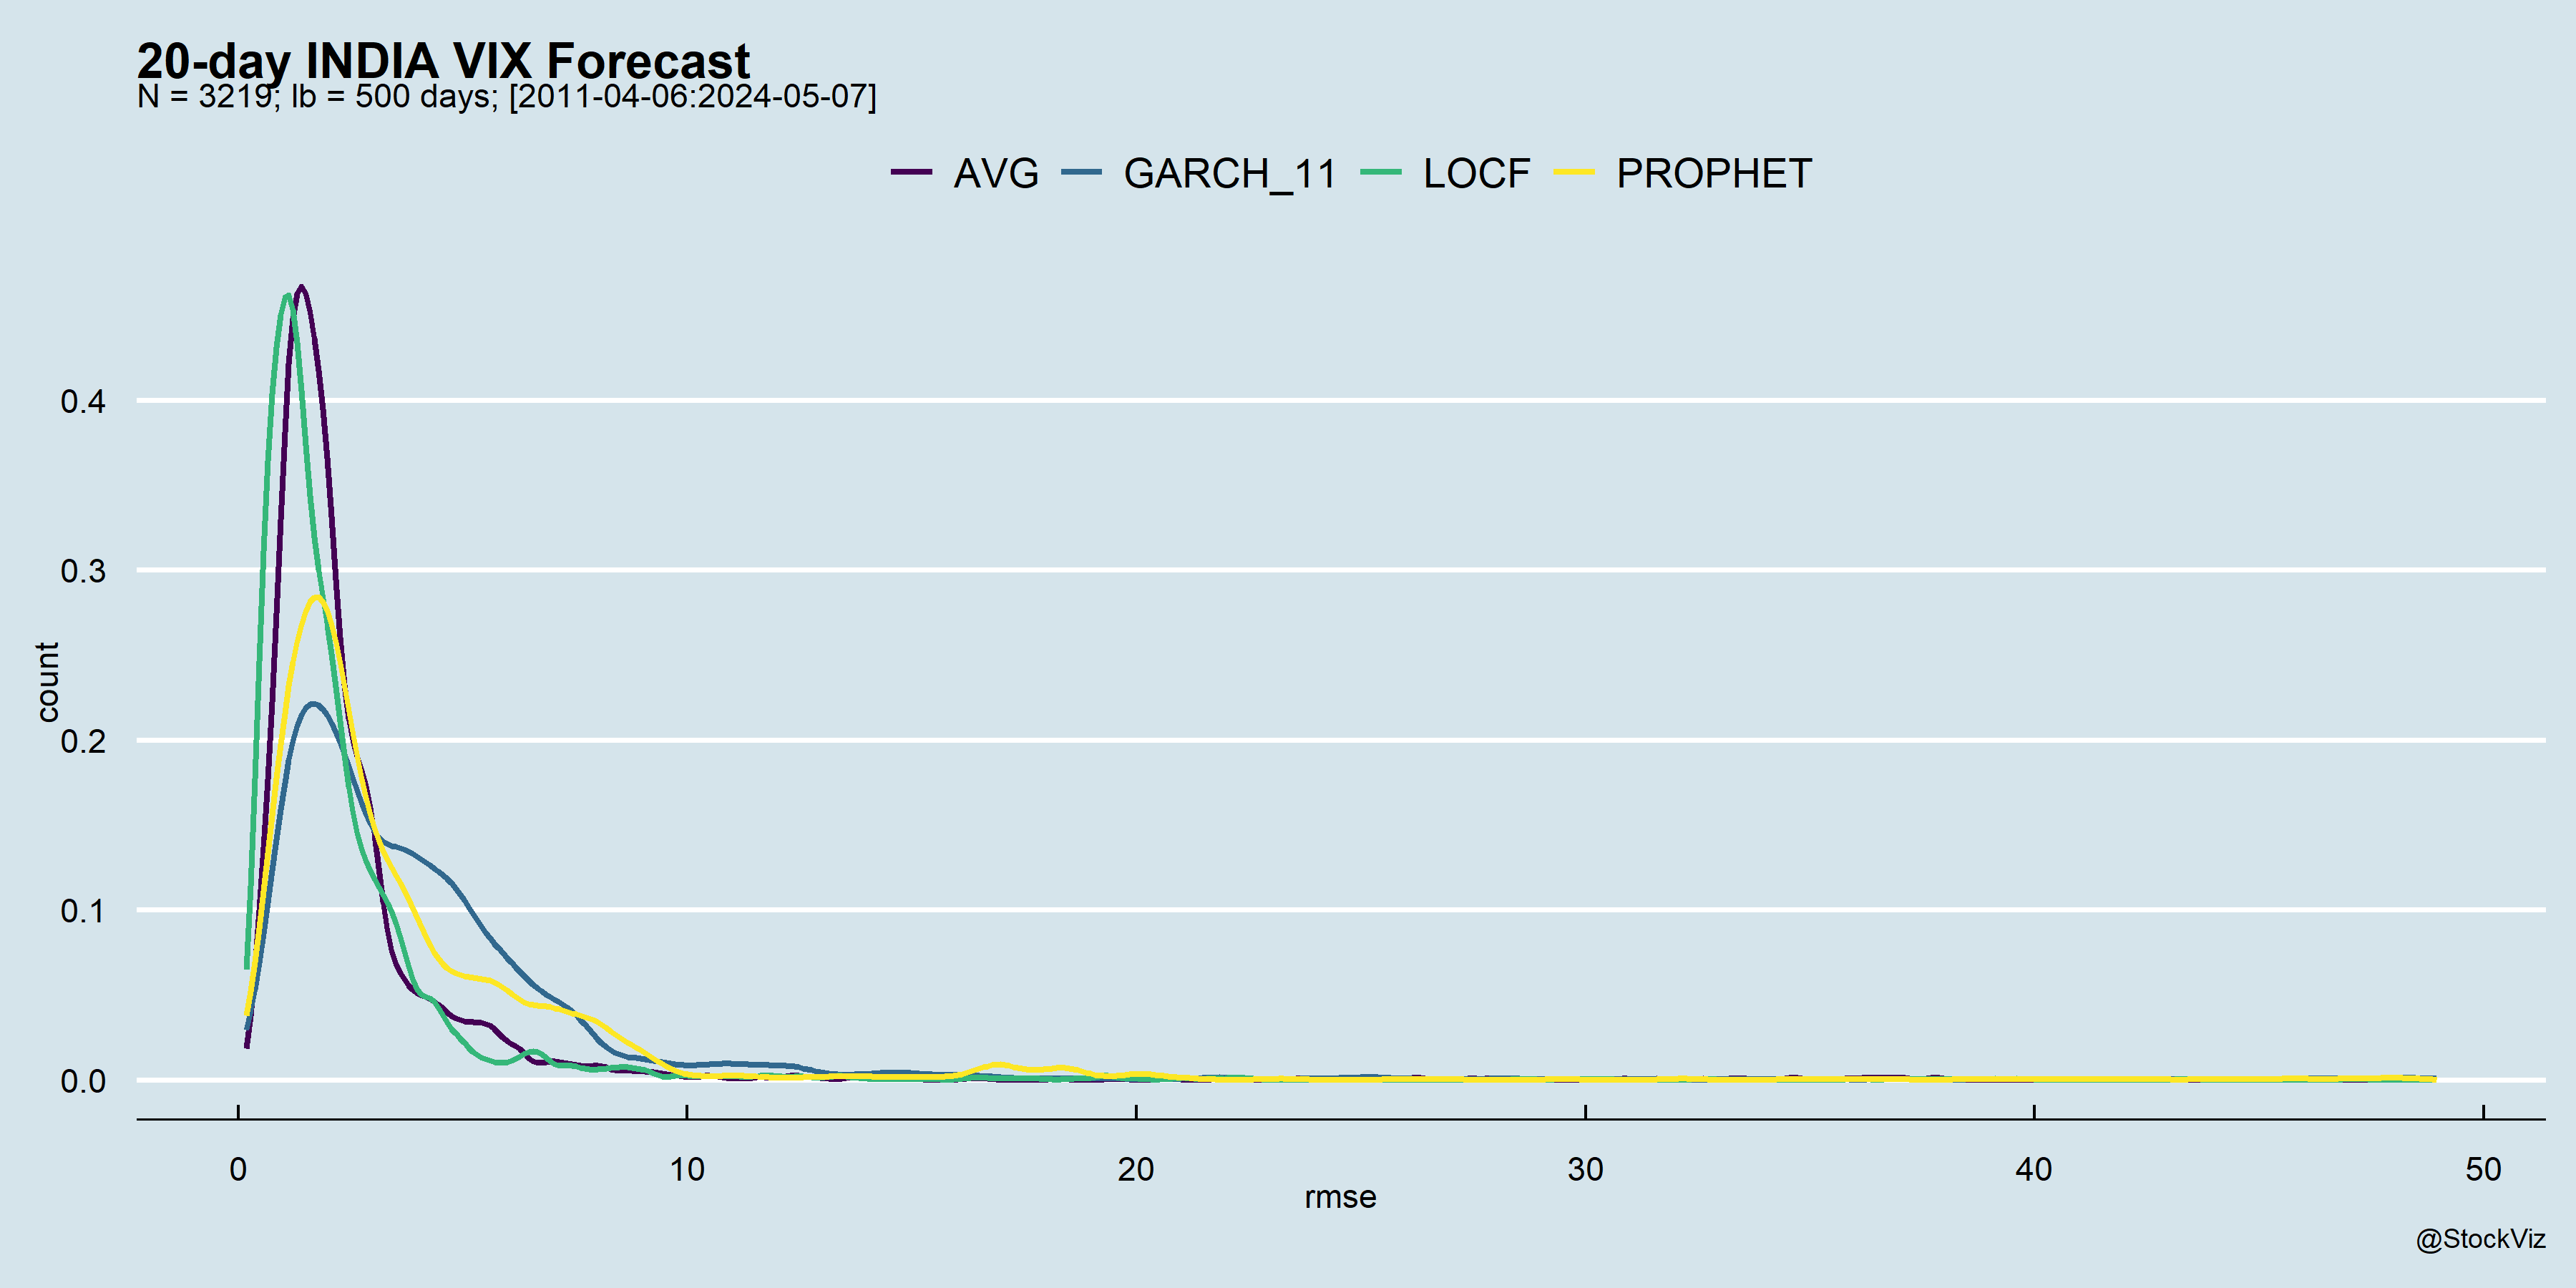 20-day INDIA VIX Forecast
N = 3219; lb = 500 days; [2011-04-06:2024-05-07]
AVG GARCH_11 LOCF PROPHET
0.4
0.3
0.2
0.1
0.0
count
0 10 20 30 40 50
rmse
@StockViz